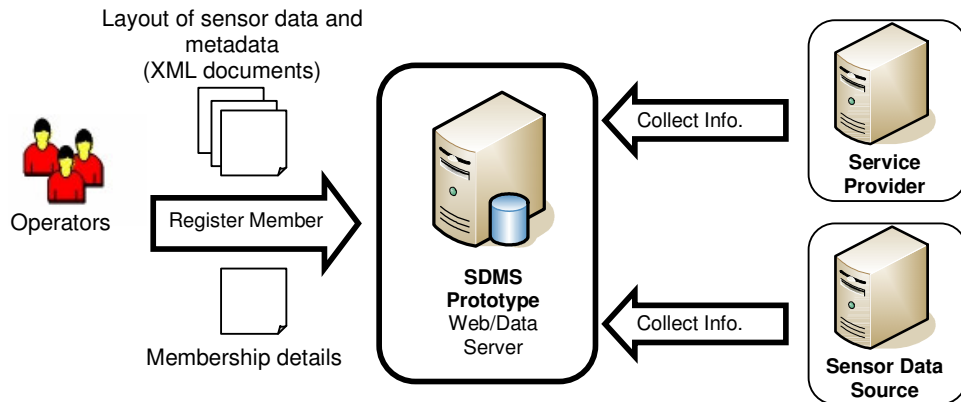 Layout of sensor data and
metadata
(XML documents)
Operators
Register Member
Membership details
SDMS
Prototype
Web/Data
Server
Collect Info.
Collect Info.
Service
Provider
Sensor Data
Source